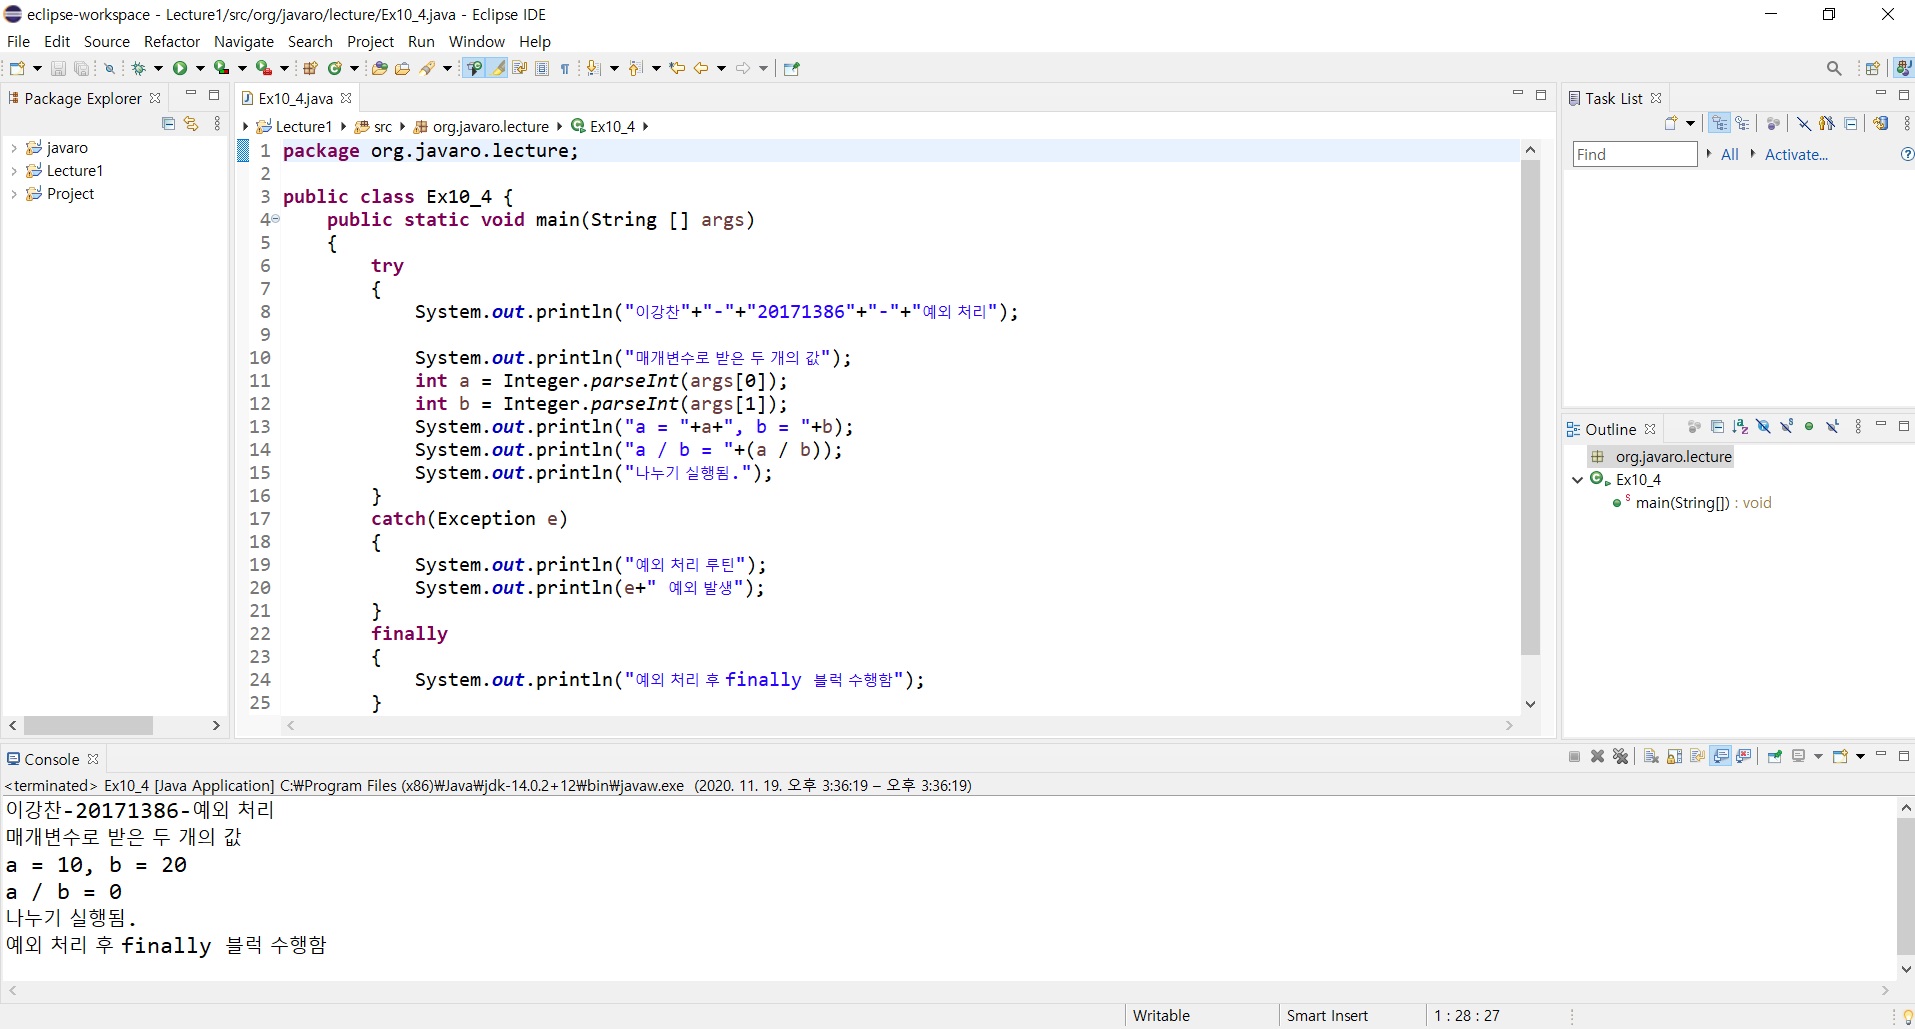 eclipse-workspace - Lecture1/src/org/javaro/lecture/Ex10_4.java - Eclipse IDE
File Edit Source Refactor Navigate Search Project Run Window Help
Package Explorer
javaro
Lecture1
Project
Ex10_4.java
Lecture1 src org.javaro.lecture Ex10_4
1 package org.javaro.lecture;
2
3 public class Ex10_4 {
4 public static void main(String [] args)
5 {
6 try
7 {
8 System.out.println("이강찬"+"-"+"20171386"+"-"+"예외 처리");
9
10 System.out.println("매개변수로 받은 두 개의 값");
11 int a = Integer.parseInt(args[0]);
12 int b = Integer.parseInt(args[1]);
13 System.out.println("a = "+a+", b = "+b);
14 System.out.println("a / b = "+(a / b));
15 System.out.println("나누기 실행됨.");
16 }
17 catch(Exception e)
18 {
19 System.out.println("예외 처리 루틴");
20 System.out.println(e+" 예외 발생");
21 }
22 finally
23 {
24 System.out.println("예외 처리 후 finally 블럭 수행함");
25 }
Task List
Find All Activate...
Outline
org.javaro.lecture
Ex10_4
main(String[]) : void
Console
<terminated> Ex10_4 [Java Application] C:₩Program Files (x86)₩Java₩jdk-14.0.2+12₩bin₩javaw.exe (2020. 11. 19. 오후 3:36:19 – 오후 3:36:19)
이강찬-20171386-예외 처리
매개변수로 받은 두 개의 값
a = 10, b = 20
a / b = 0
나누기 실행됨.
예외 처리 후 finally 블럭 수행함
Writable Smart Insert 1 : 28 : 27